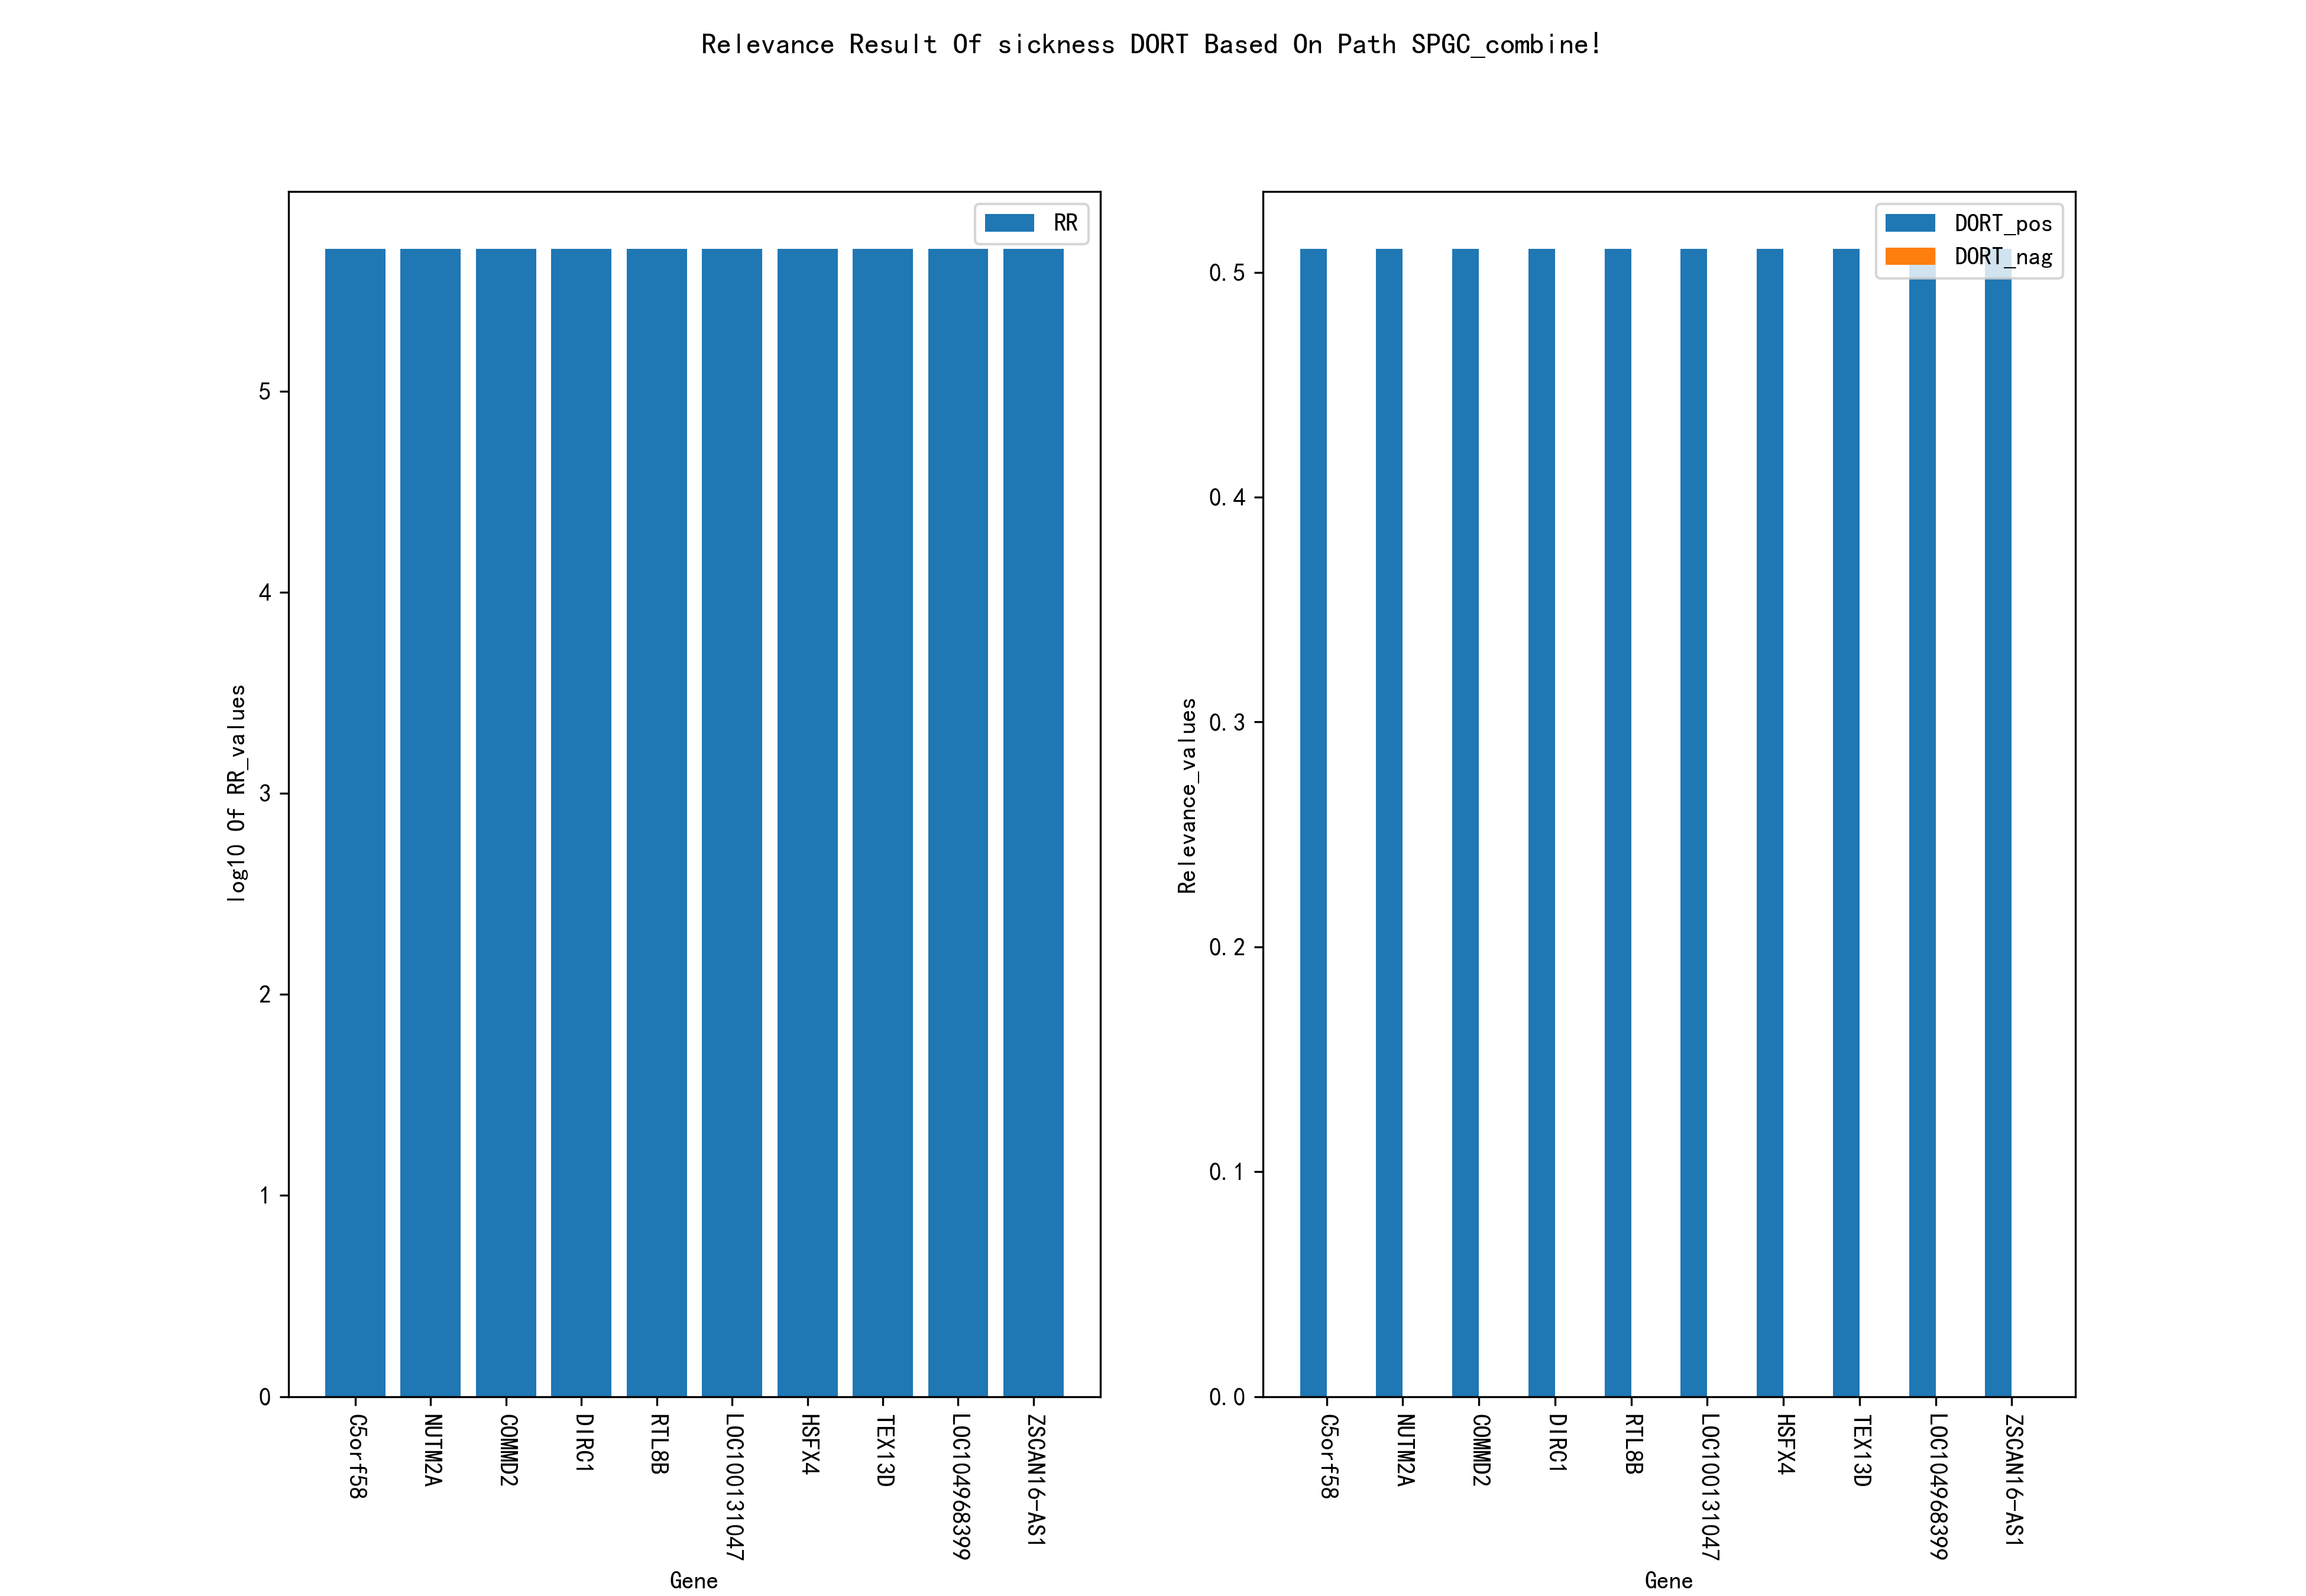 Relevance Result Of sickness DORT Based On Path SPGC_combine!
log10 Of RR_values
5
4
3
2
1
0
RR
C5orf58
NUTM2A
COMMD2
DIRC1
RTL8B
LOC100131047
HSFX4
TEX13D
LOC104968399
ZSCAN16-AS1
Gene
Relevance_values
0.5
0.4
0.3
0.2
0.1
0.0
DORT_pos
DORT_nag
C5orf58
NUTM2A
COMMD2
DIRC1
RTL8B
LOC100131047
HSFX4
TEX13D
LOC104968399
ZSCAN16-AS1
Gene